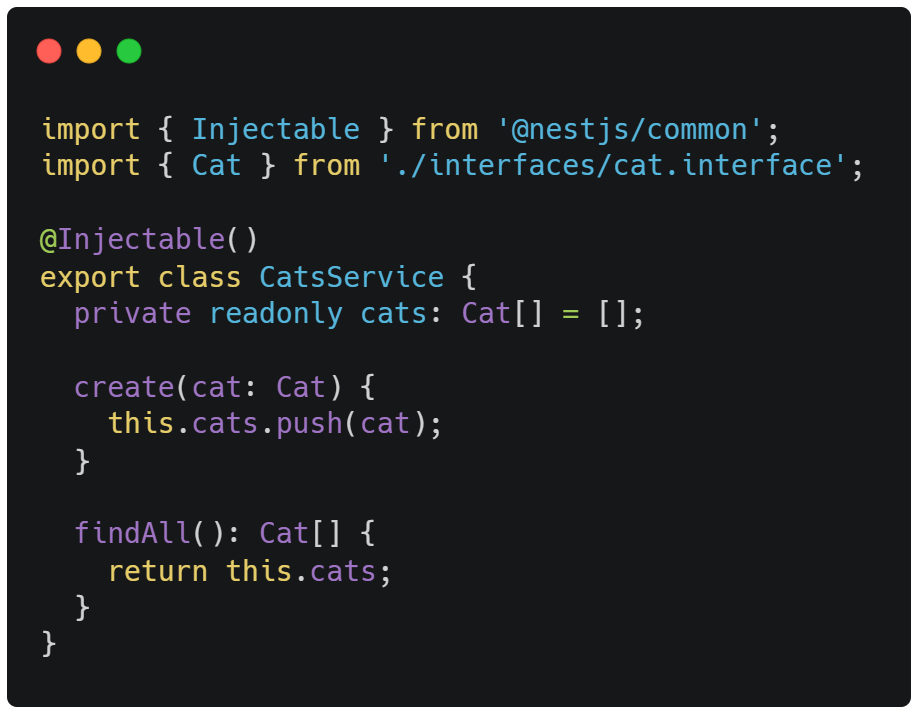 import { Injectable } from '@nestjs/common';
import { Cat } from './interfaces/cat.interface';

@Injectable()
export class CatsService {
  private readonly cats: Cat[] = [];

  create(cat: Cat) {
    this.cats.push(cat);
  }

  findAll(): Cat[] {
    return this.cats;
  }
}